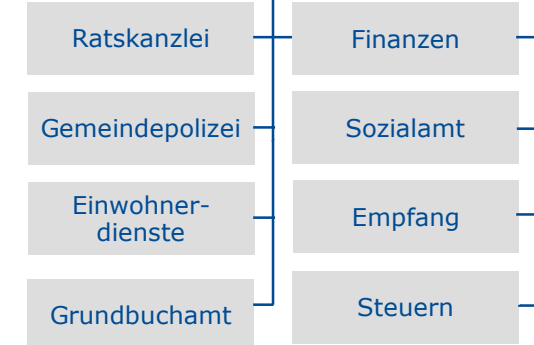 Ratskanzlei
Finanzen
Gemeindepolizei
Sozialamt
Einwohner-
dienste
Empfang
Grundbuchamt
Steuern